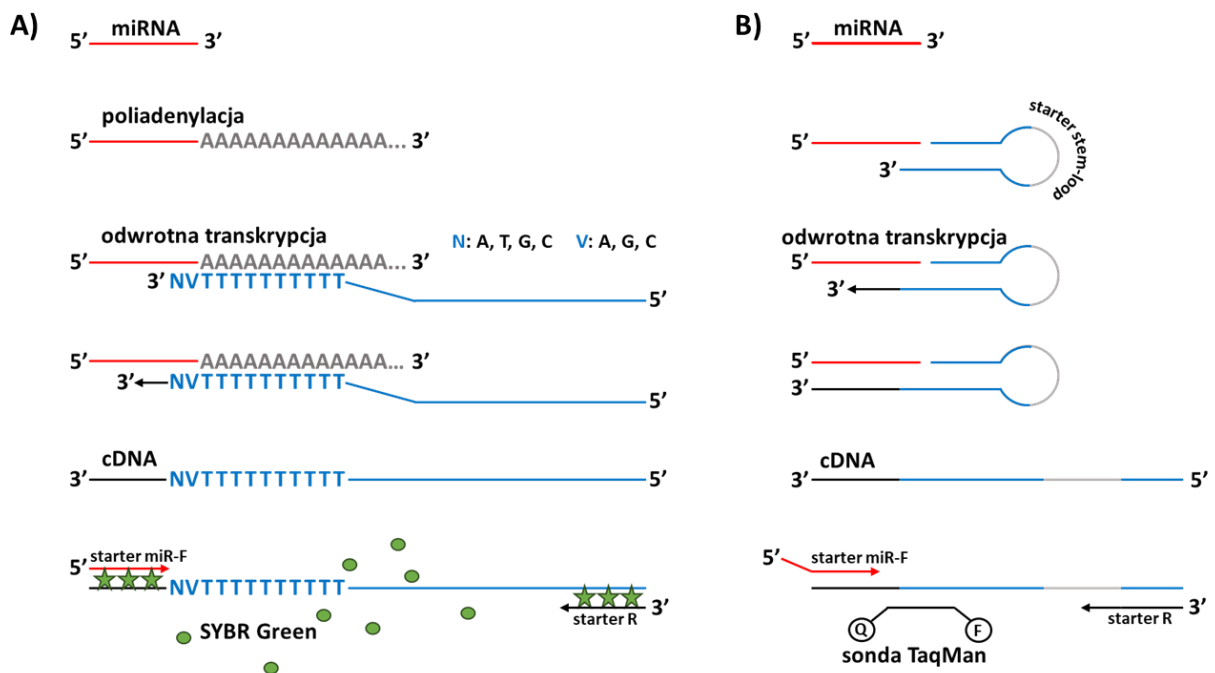 A)
miRNA
5’ 3’
poliadenylacja
5’ AAAAAAAAAAAAA... 3’
odwrotna transkrypcja
N: A, T, G, C V: A, G, C
5’ AAAAAAAAAAAAA... 3’
3’ NVTTTTTTTTTT
5’
5’ AAAAAAAAAAAAA... 3’
3’ NVTTTTTTTTTT
5’
cDNA
3’ NVTTTTTTTTTT 5’
starter miR-F
5’
NVTTTTTTTTTT
3’
starter R
SYBR Green
B)
miRNA
5’ 3’
starter stem-loop
5’
3’
odwrotna transkrypcja
5’
3’
5’
3’
cDNA
3’ 5’
5’ starter miR-F
3’
starter R
Q F
sonda TaqMan